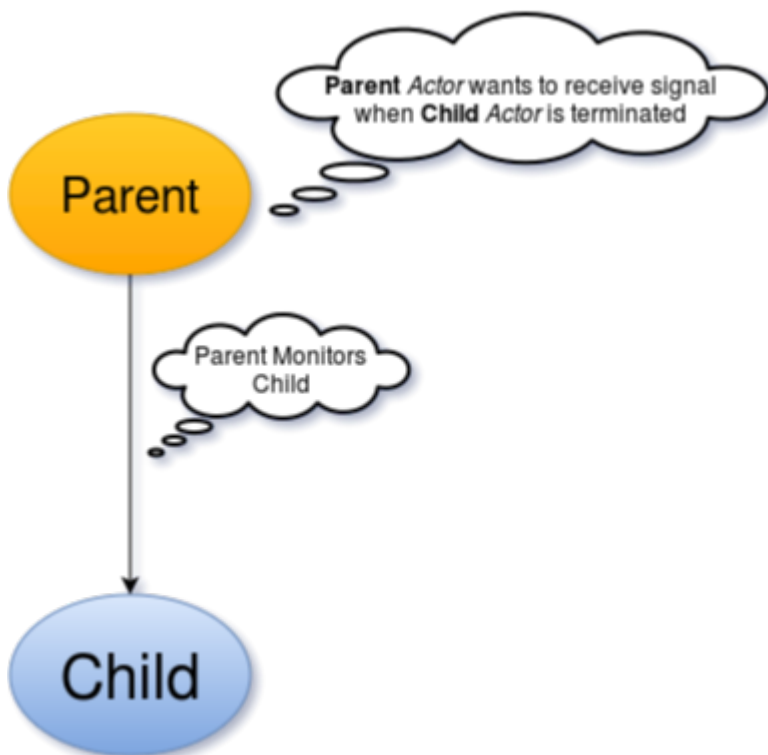 Parent Actor wants to receive signal
when Child Actor is terminated
Parent
Parent Monitors
Child
Child